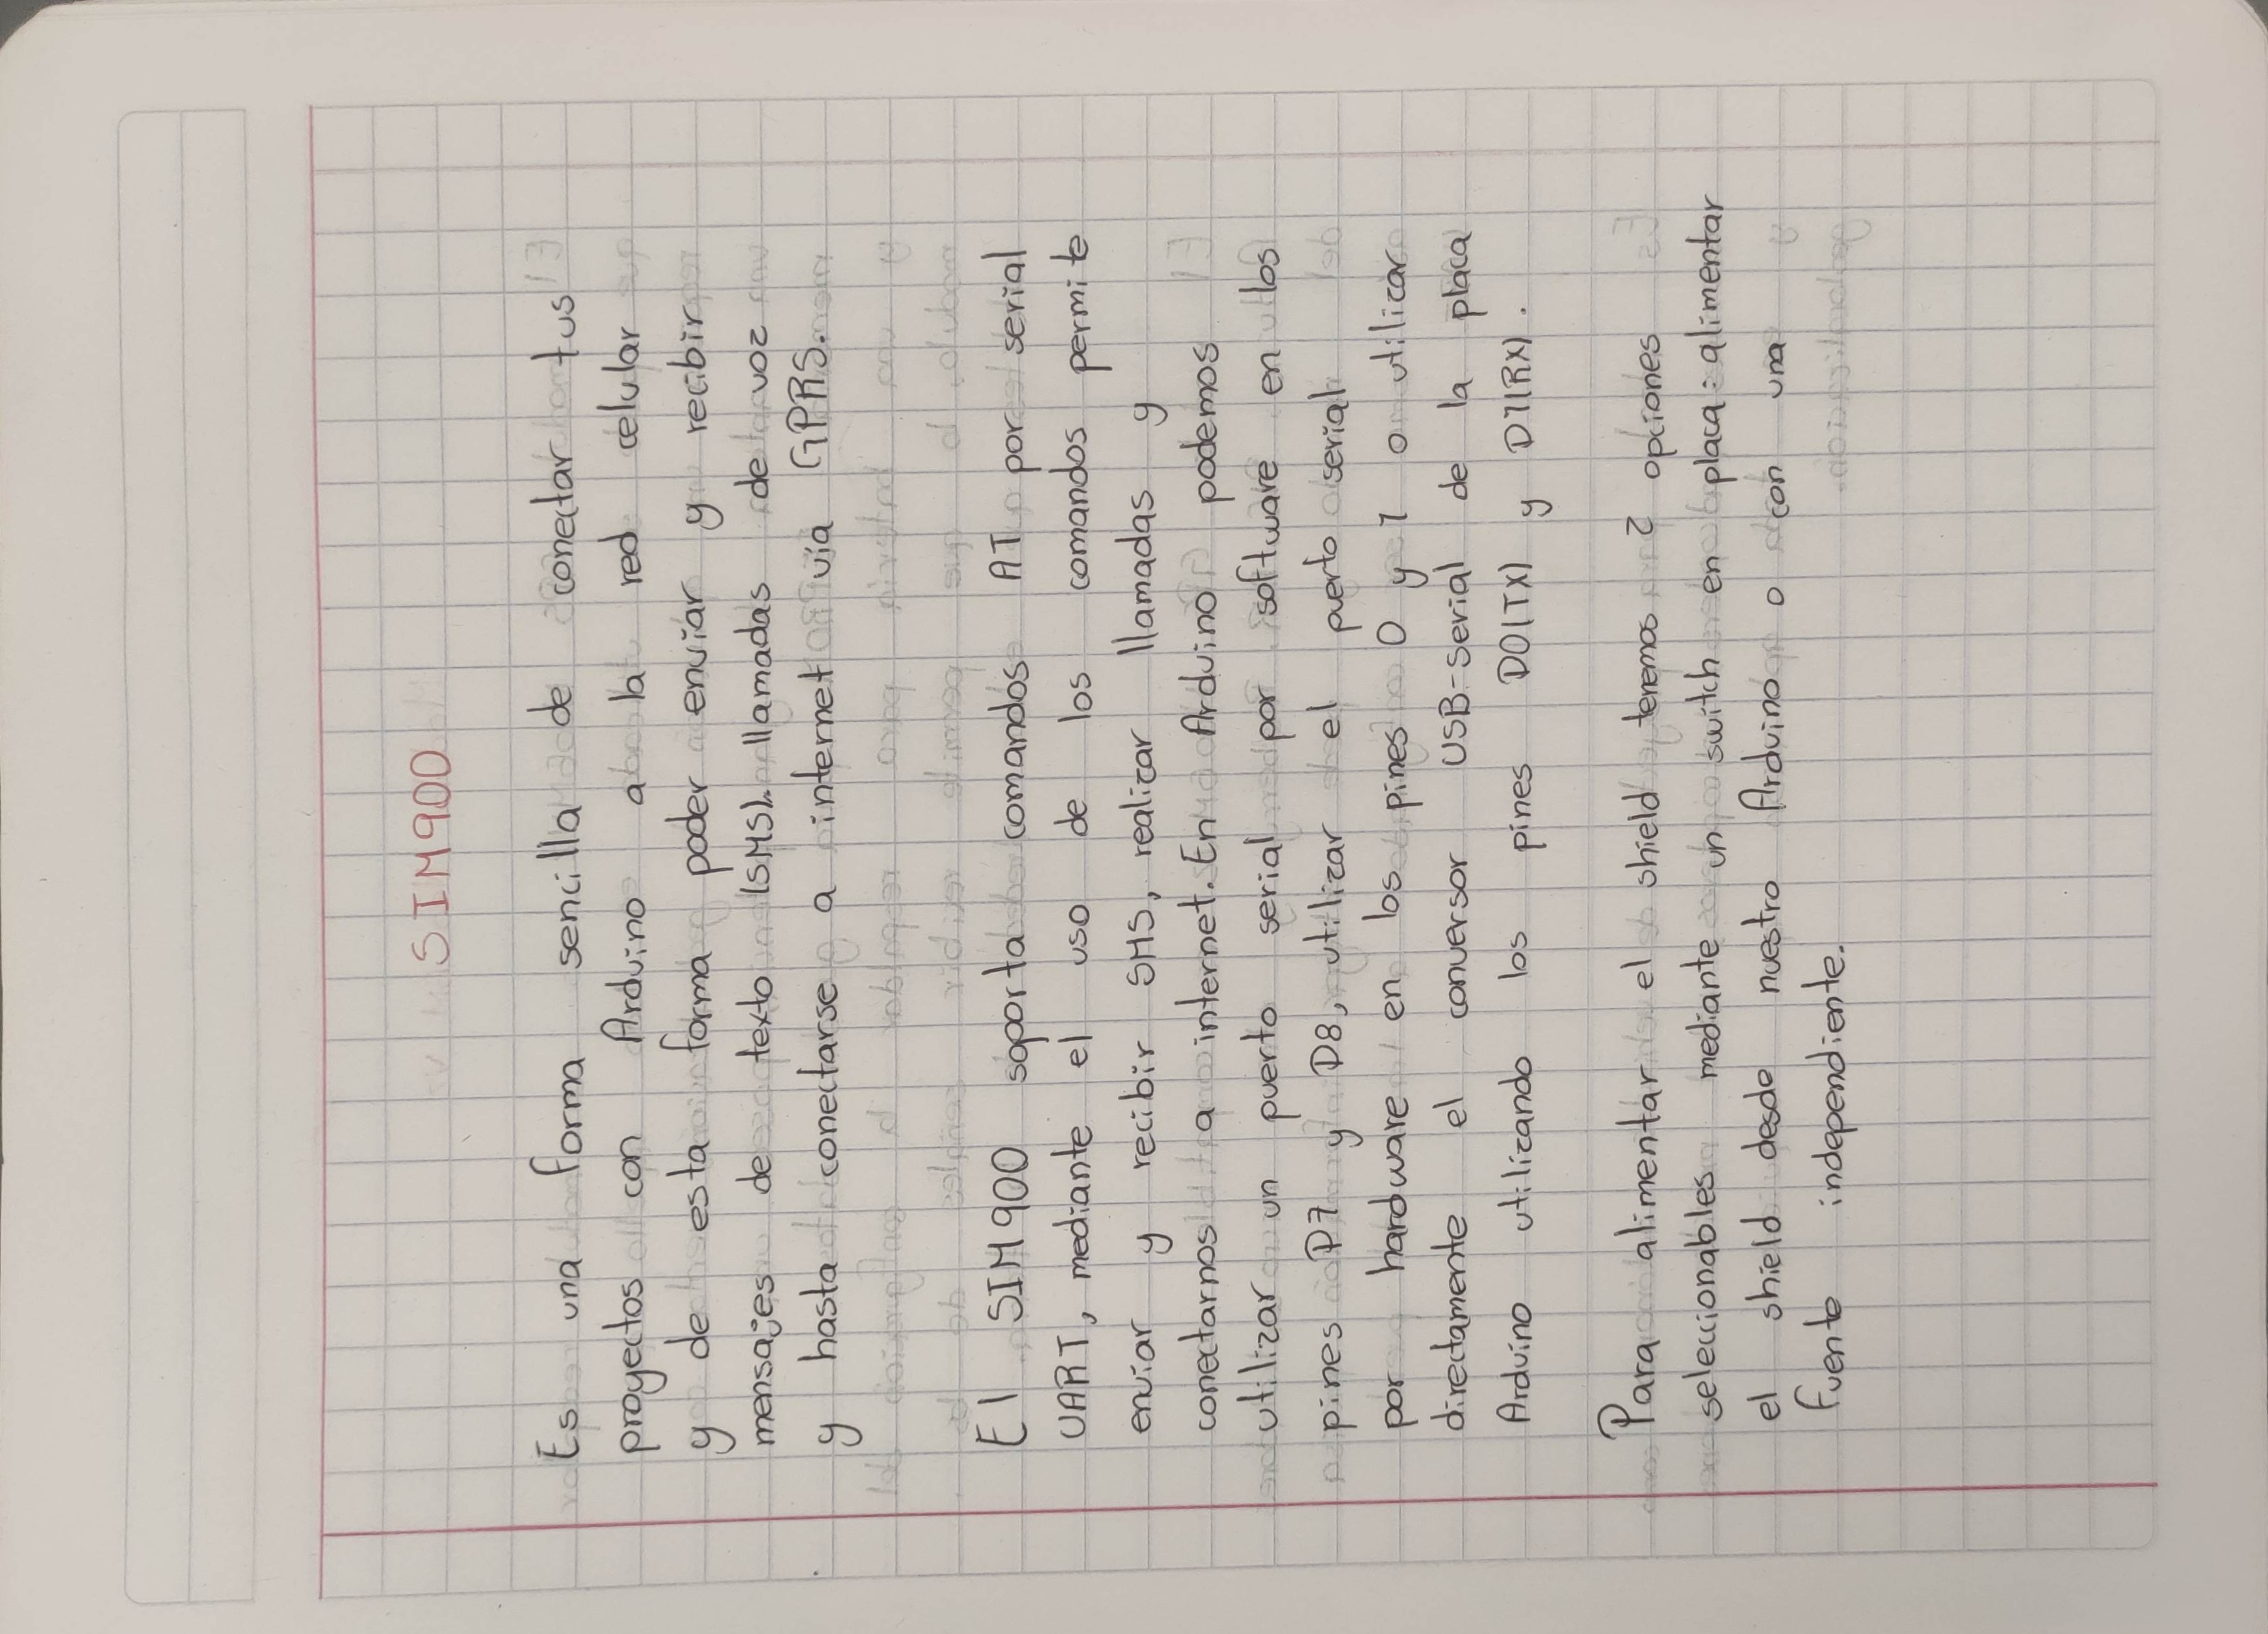 SIM900
Es una forma sencilla de conectar tus
proyectos con Arduino a la red celular
y de esta forma poder enviar y recibir
mensajes de texto (SMS). llamadas de voz
y hasta conectarse a internet vía GPRS.
El SIM900 soporta comandos AT por serial
UART, mediante el uso de los comandos permite
enviar y recibir SMS, realizar llamadas y
conectarnos a internet. En Arduino podemos
utilizar un puerto serial por software en los
pines D7 y D8, utilizar el puerto serial
por hardware en los pines 0 y 1 o utilizar
directamente el conversor USB-Serial de la placa
Arduino utilizando los pines D0(TX) y D1(RX).
Para alimentar el shield tenemos 2 opciones
seleccionables mediante un switch en placa: alimentar
el shield desde nuestro Arduino o con una
fuente independiente.